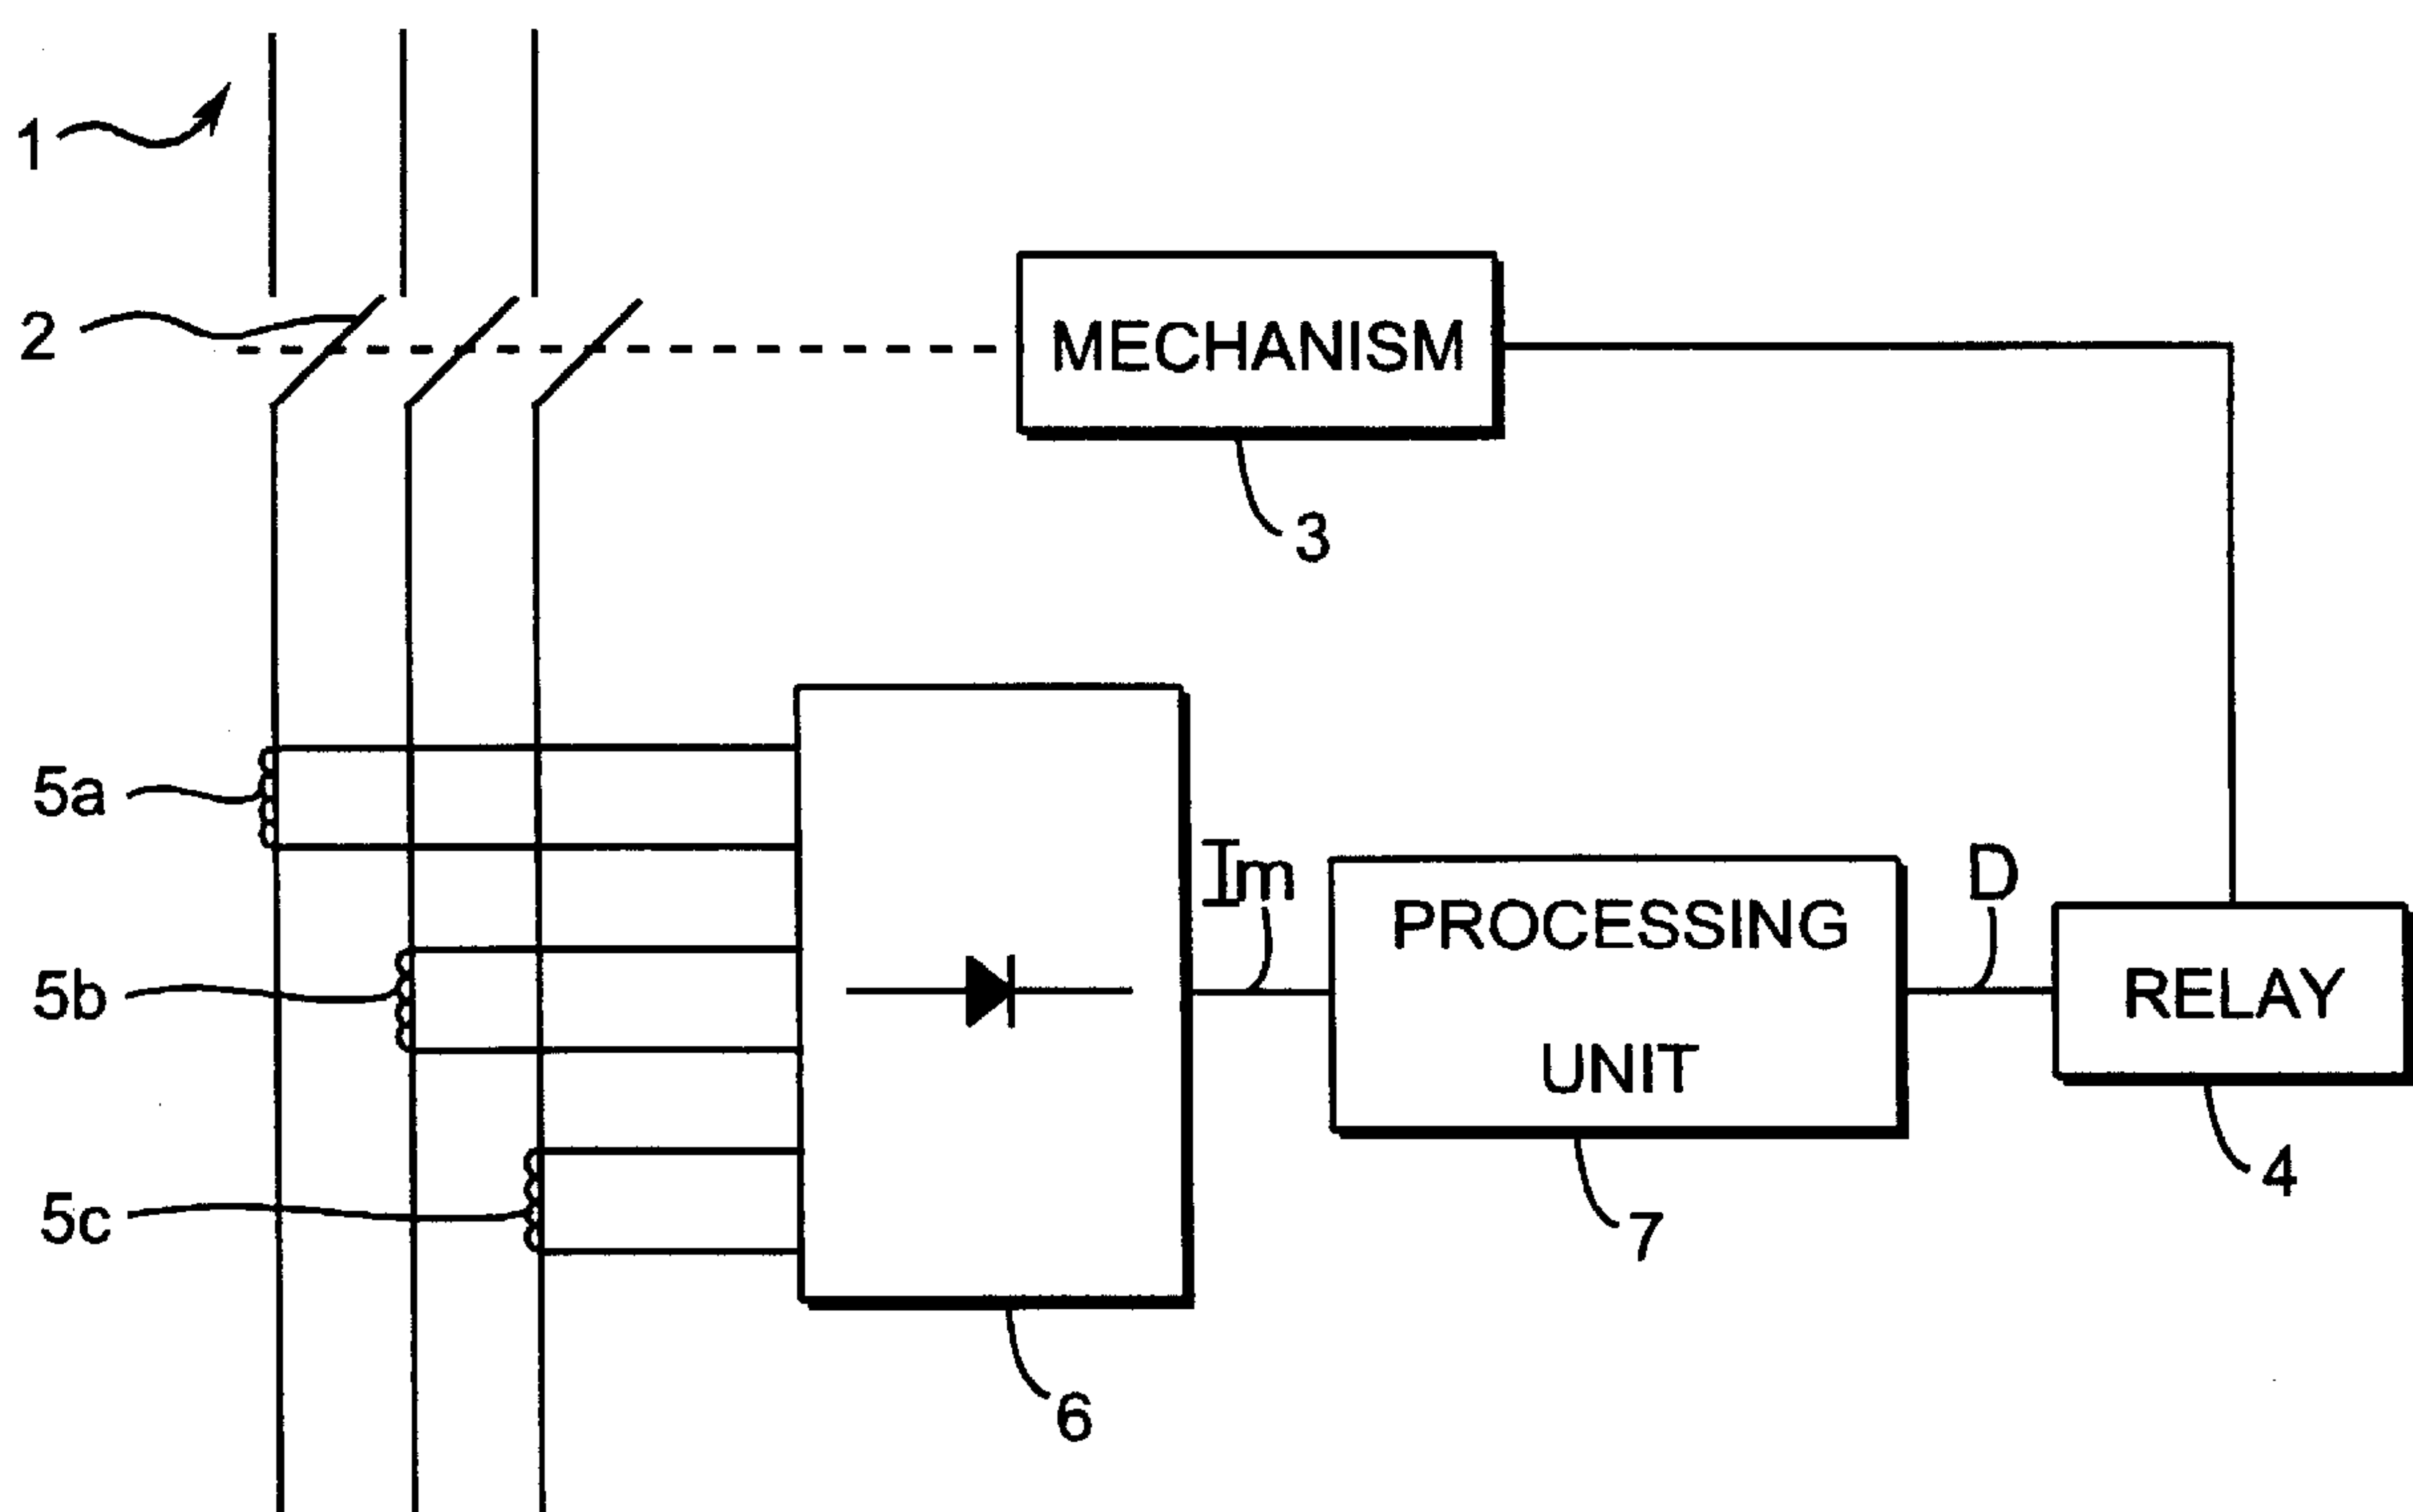 1
2
MECHANISM
3
5a
Im
D
PROCESSING
UNIT
RELAY
5b
4
5c
7
6